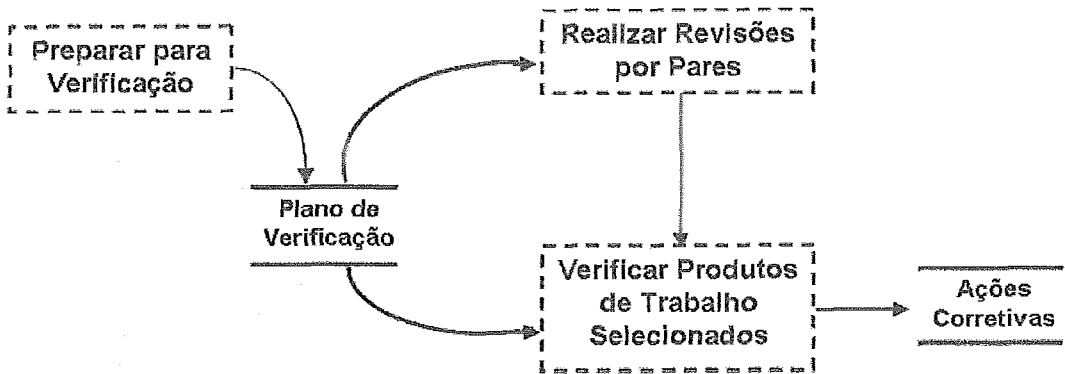 Preparar para
Verificação
Realizar Revisões
por Pares
Plano de
Verificação
Verificar Produtos
de Trabalho
Selecionados
Ações
Corretivas